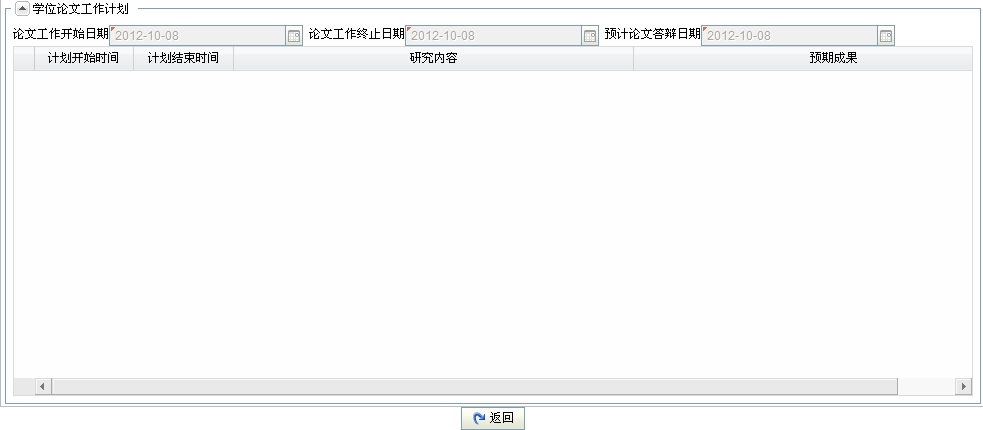 学位论文工作计划
论文工作开始日期 2012-10-08 论文工作终止日期 2012-10-08 预计论文答辩日期 2012-10-08
计划开始时间 计划结束时间 研究内容 预期成果
返回